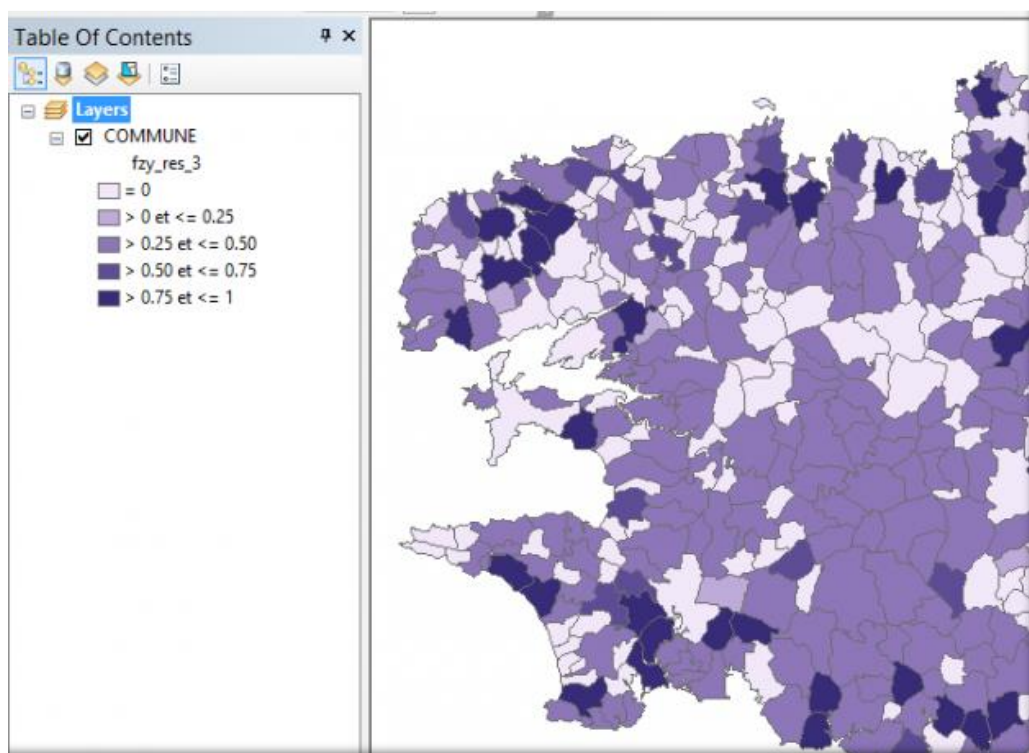 Table Of Contents
Layers
COMMUNE
fzy_res_3
= 0
> 0 et <= 0.25
> 0.25 et <= 0.50
> 0.50 et <= 0.75
> 0.75 et <= 1